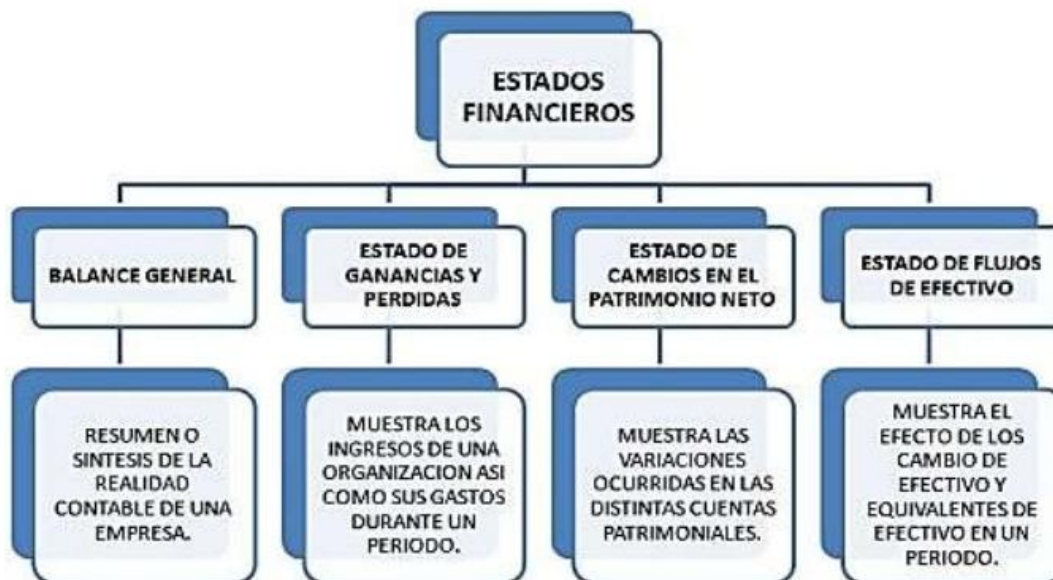 ESTADOS
FINANCIEROS
BALANCE GENERAL
RESUMEN O
SINTESIS DE LA
REALIDAD
CONTABLE DE UNA
EMPRESA.
ESTADO DE
GANANCIAS Y
PERDIDAS
MUESTRA LOS
INGRESOS DE UNA
ORGANIZACION ASI
COMO SUS GASTOS
DURANTE UN
PERIODO.
ESTADO DE
CAMBIOS EN EL
PATRIMONIO NETO
MUESTRA LAS
VARIACIONES
OCURRIDAS EN LAS
DISTINTAS CUENTAS
PATRIMONIALES.
ESTADO DE FLUJOS
DE EFECTIVO
MUESTRA EL
EFECTO DE LOS
CAMBIO DE
EFECTIVO Y
EQUIVALENTES DE
EFECTIVO EN UN
PERIODO.